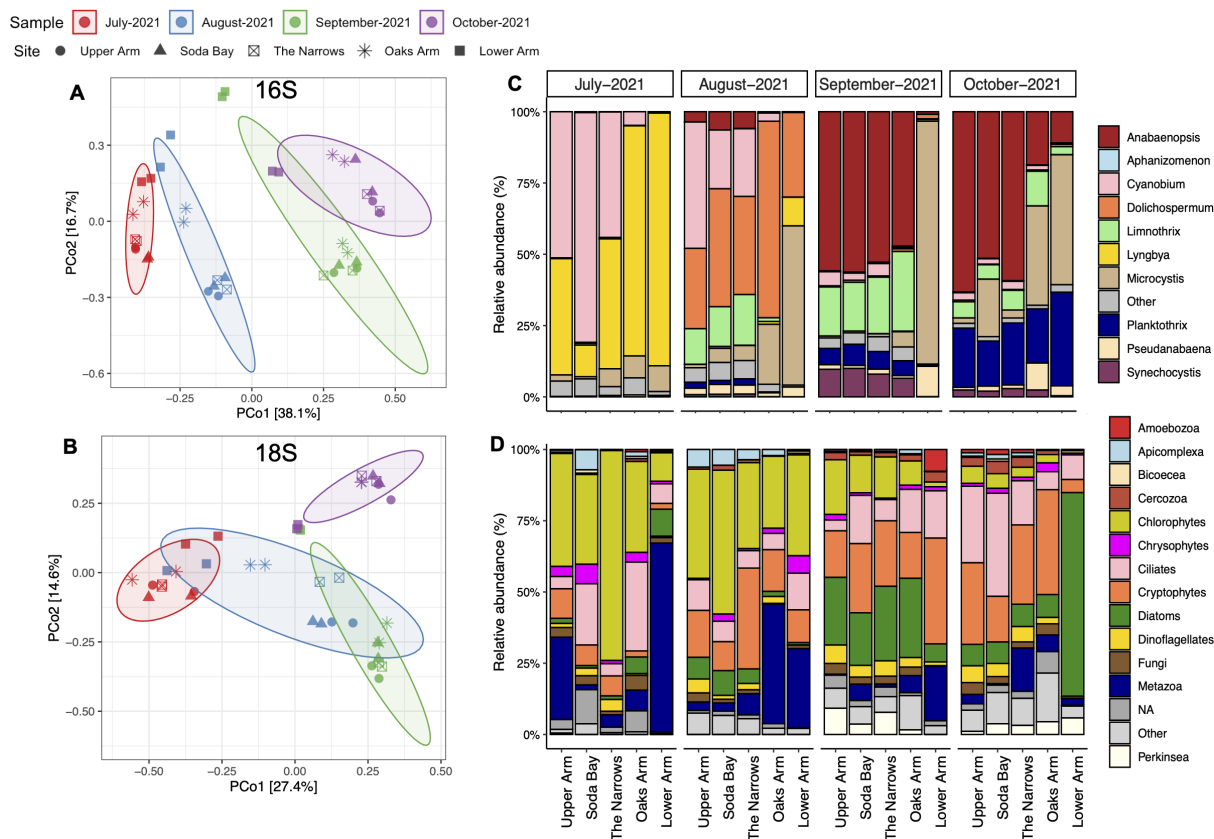 Sample July-2021 August-2021 September-2021 October-2021
Site Upper Arm Soda Bay The Narrows Oaks Arm Lower Arm
A 16S
0.3
0.0
−0.3
−0.6
PCo2 [16.7%]
−0.25 0.00 0.25 0.50
PCo1 [38.1%]
B 18S
0.25
0.00
−0.25
−0.50
PCo2 [14.6%]
−0.50 −0.25 0.00 0.25 0.50
PCo1 [27.4%]
C
July−2021 August−2021 September−2021 October−2021
100%
75%
50%
25%
0%
Relative abundance (%)
Anabaenopsis
Aphanizomenon
Cyanobium
Dolichospermum
Limnothrix
Lyngbya
Microcystis
Other
Planktothrix
Pseudanabaena
Synechocystis
D
100%
75%
50%
25%
0%
Relative abundance (%)
Upper Arm Soda Bay The Narrows Oaks Arm Lower Arm Upper Arm Soda Bay The Narrows Oaks Arm Lower Arm Upper Arm Soda Bay The Narrows Oaks Arm Lower Arm Upper Arm Soda Bay The Narrows Oaks Arm Lower Arm
Amoebozoa
Apicomplexa
Bicoecea
Cercozoa
Chlorophytes
Chrysophytes
Ciliates
Cryptophytes
Diatoms
Dinoflagellates
Fungi
Metazoa
NA
Other
Perkinsea